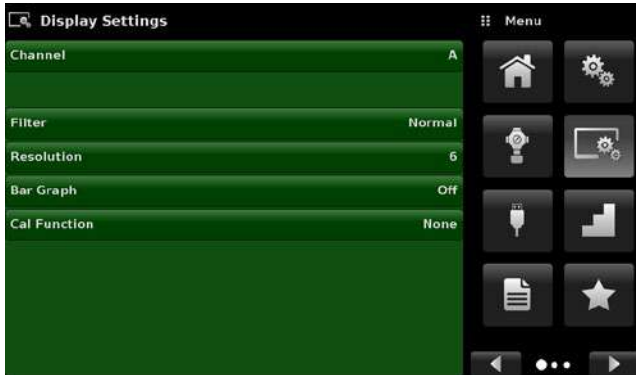 Display Settings
Menu
Channel A
Filter Normal
Resolution 6
Bar Graph Off
Cal Function None